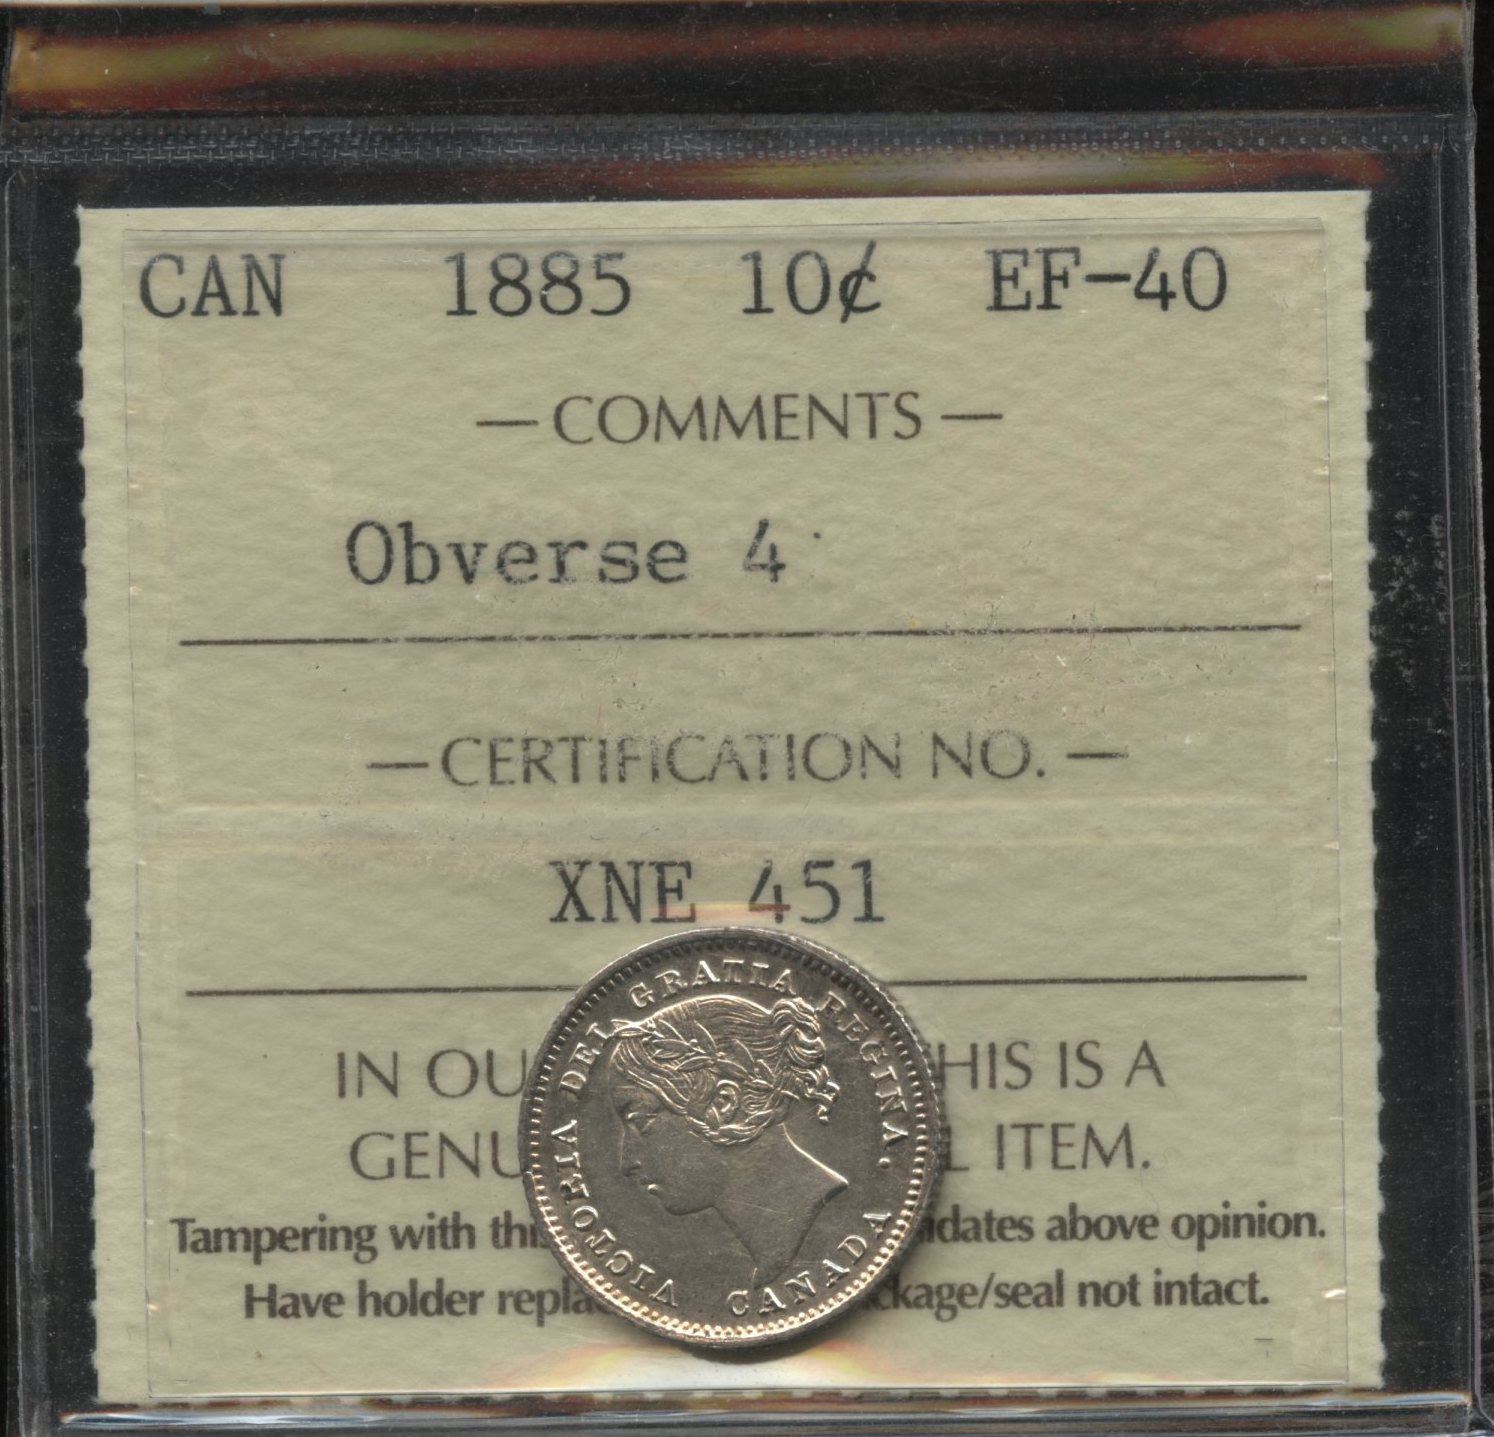 CAN 1885 10¢ EF-40
— COMMENTS —
Obverse 4
— CERTIFICATION NO. —
XNE 451
VICTORIA DEI GRATIA REGINA.
CANADA
IN OU HIS IS A
GENU L ITEM.
Tampering with thi idates above opinion.
Have holder repla ckage/seal not intact.